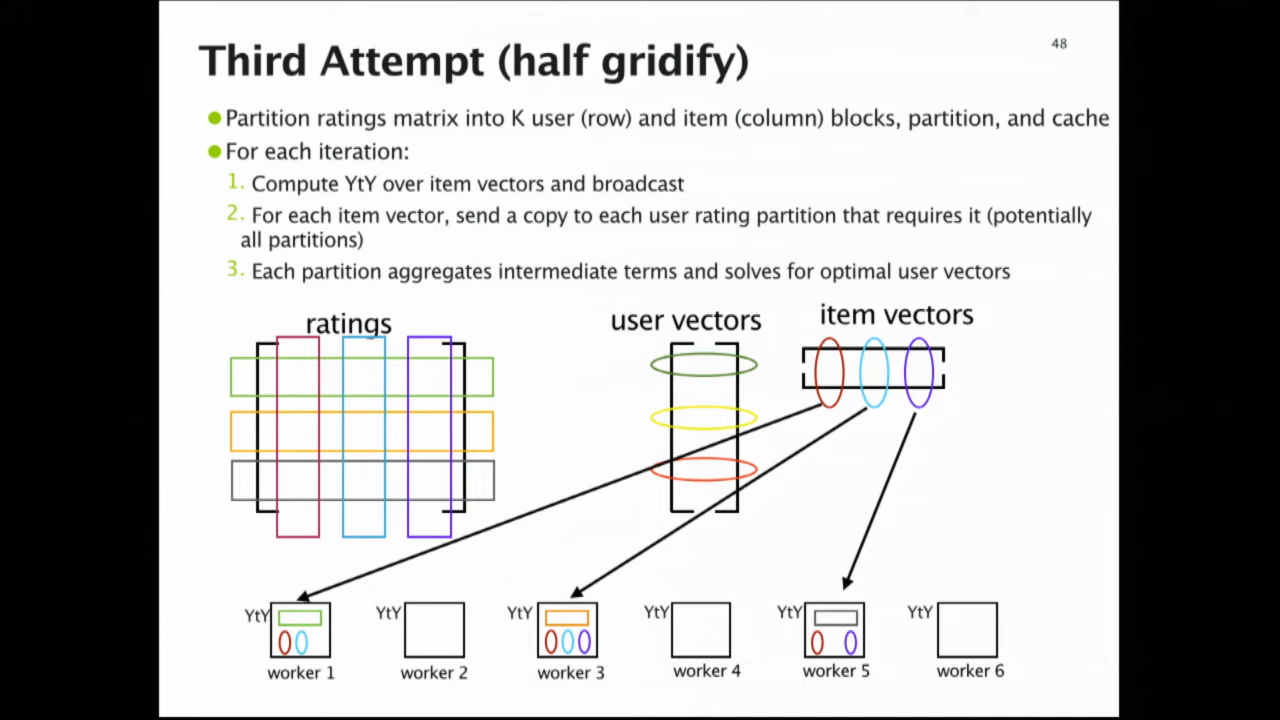 48
Third Attempt (half gridify)
Partition ratings matrix into K user (row) and item (column) blocks, partition, and cache
For each iteration:
1. Compute YtY over item vectors and broadcast
2. For each item vector, send a copy to each user rating partition that requires it (potentially
all partitions)
3. Each partition aggregates intermediate terms and solves for optimal user vectors
ratings
user vectors
item vectors
YtY
YtY
YtY
YtY
YtY
YtY
worker 1
worker 2
worker 3
worker 4
worker 5
worker 6